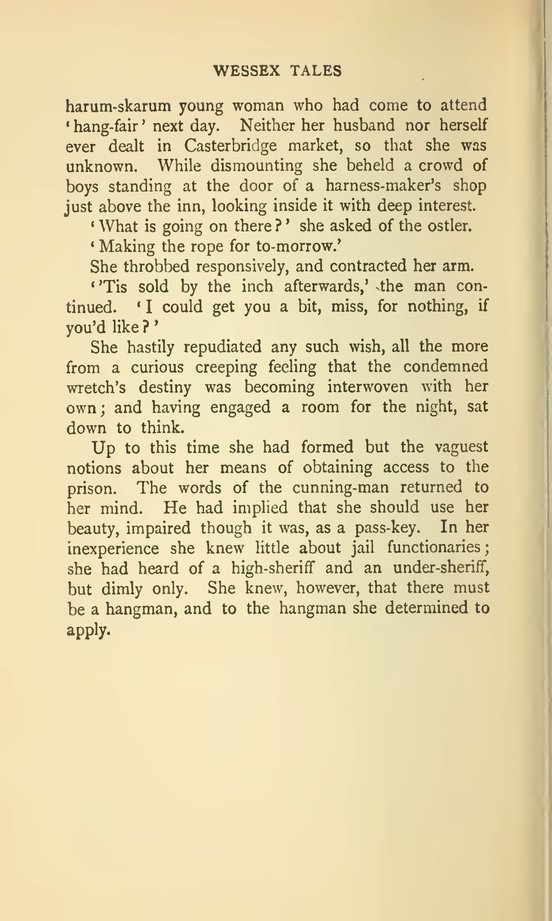 WESSEX TALES
harum-skarum young woman who had come to attend
‘hang-fair’ next day. Neither her husband nor herself
ever dealt in Casterbridge market, so that she was
unknown. While dismounting she beheld a crowd of
boys standing at the door of a harness-maker’s shop
just above the inn, looking inside it with deep interest.
‘What is going on there?’ she asked of the ostler.
‘Making the rope for to-morrow.’
She throbbed responsively, and contracted her arm.
‘’Tis sold by the inch afterwards,’ the man con-
tinued. ‘I could get you a bit, miss, for nothing, if
you’d like?’
She hastily repudiated any such wish, all the more
from a curious creeping feeling that the condemned
wretch’s destiny was becoming interwoven with her
own; and having engaged a room for the night, sat
down to think.
Up to this time she had formed but the vaguest
notions about her means of obtaining access to the
prison. The words of the cunning-man returned to
her mind. He had implied that she should use her
beauty, impaired though it was, as a pass-key. In her
inexperience she knew little about jail functionaries;
she had heard of a high-sheriff and an under-sheriff,
but dimly only. She knew, however, that there must
be a hangman, and to the hangman she determined to
apply.